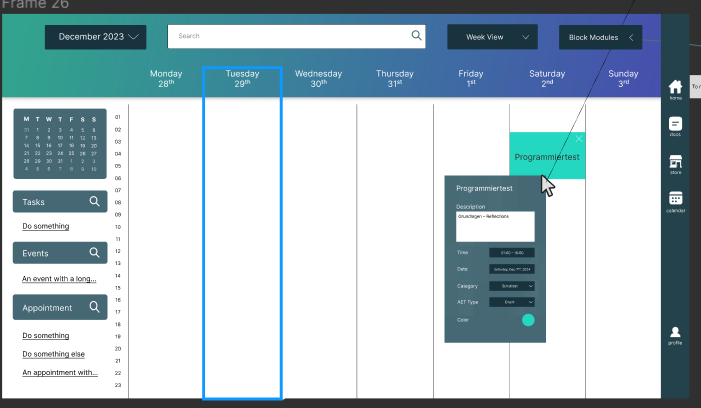 Frame 26
December 2023
Search
Week View
Block Modules
Monday
28th
Tuesday
29th
Wednesday
30th
Thursday
31st
Friday
1st
Saturday
2nd
Sunday
3rd
M T W T F S S
31 1 2 3 4 5 6
7 8 9 10 11 12 13
14 15 16 17 18 19 20
21 22 23 24 25 26 27
28 29 30 31 1 2 3
4 5 6 7 8 9 10
Tasks
Do something
Events
An event with a long...
Appointment
Do something
Do something else
An appointment with...
01
02
03
04
05
06
07
08
09
10
11
12
13
14
15
16
17
18
19
20
21
22
23
Programmiertest
Programmiertest
Description
Grundlagen – Reflections
Time
Date
Category
AET Type
Event
Color
home
docs
store
calendar
profile